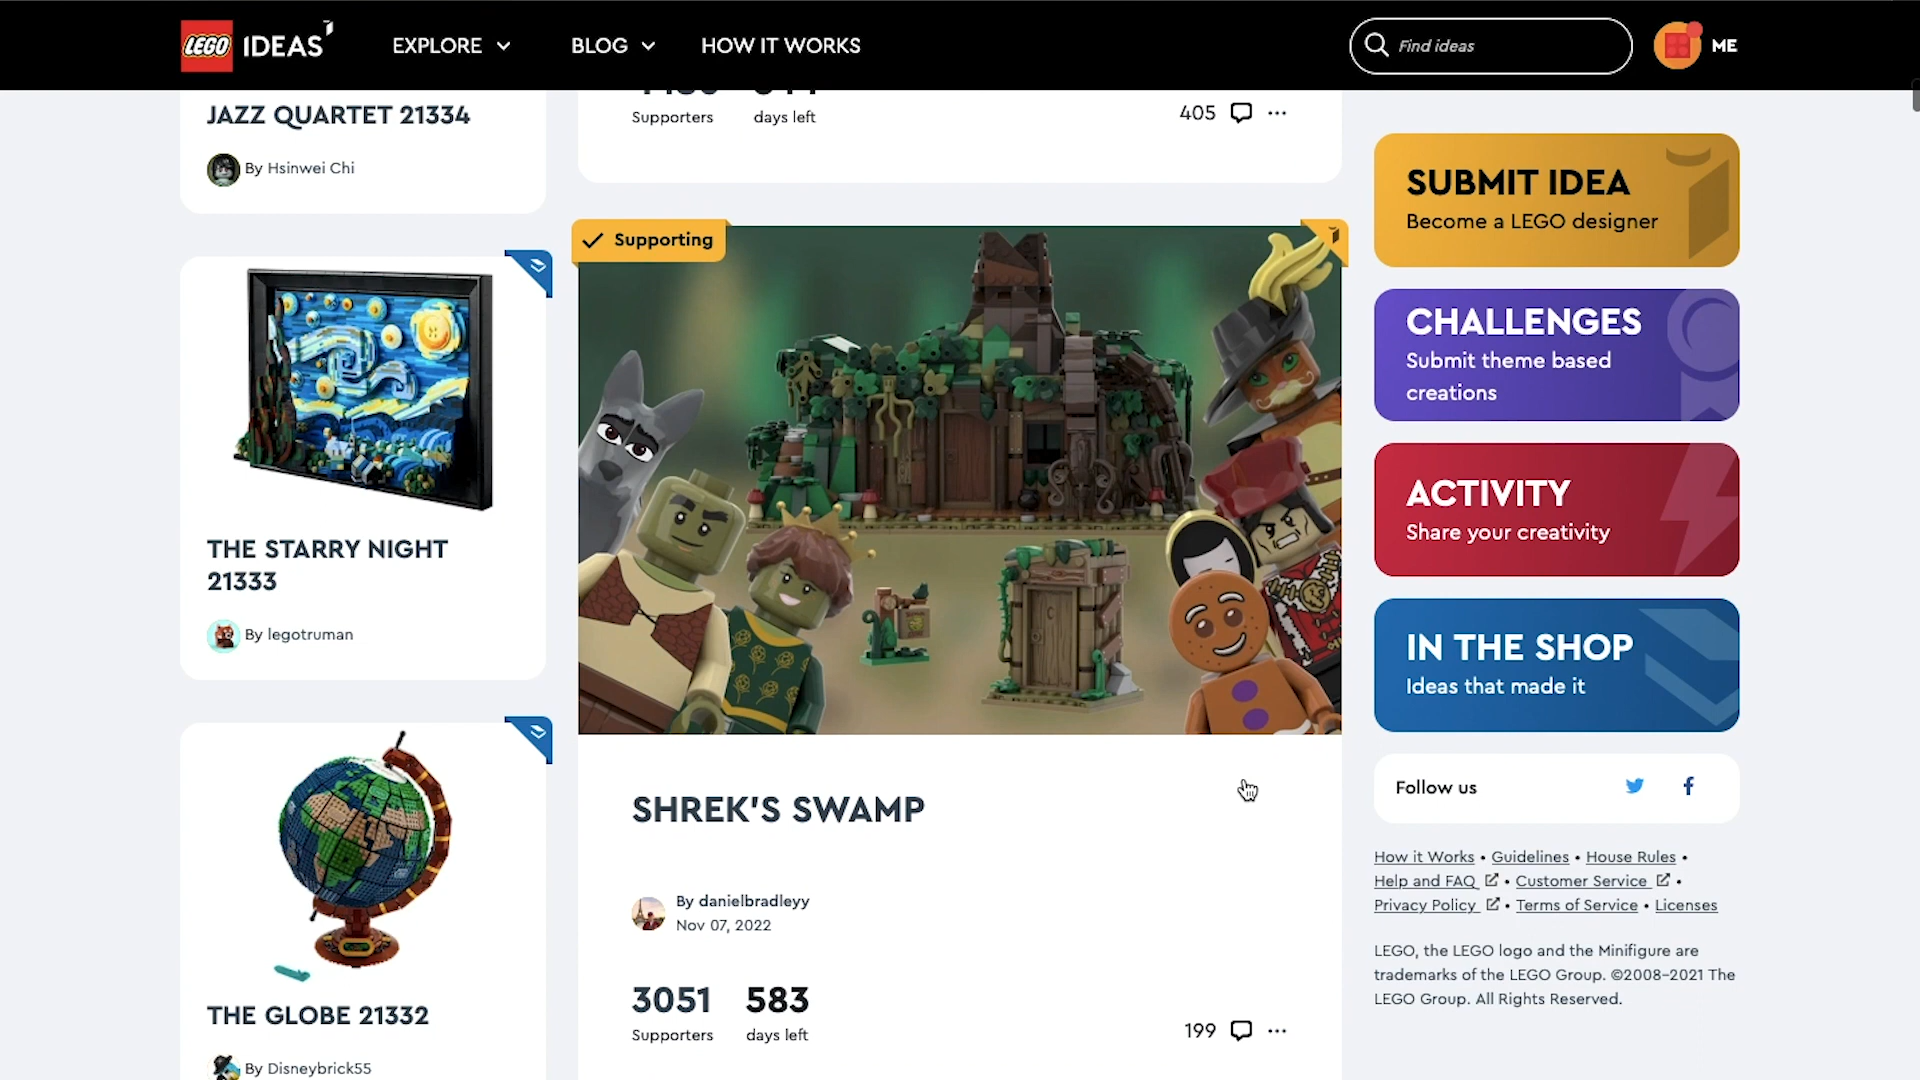 LEGO IDEAS
EXPLORE
BLOG
HOW IT WORKS
Find ideas
ME
JAZZ QUARTET 21334
By Hsinwei Chi
THE STARRY NIGHT
21333
By legotruman
THE GLOBE 21332
By Disneybrick55
Supporters
days left
405
Supporting
SHREK'S SWAMP
By danielbradleyy
Nov 07, 2022
3051
583
Supporters
days left
199
SUBMIT IDEA
Become a LEGO designer
CHALLENGES
Submit theme based
creations
ACTIVITY
Share your creativity
IN THE SHOP
Ideas that made it
Follow us
How it Works • Guidelines • House Rules •
Help and FAQ • Customer Service •
Privacy Policy • Terms of Service • Licenses
LEGO, the LEGO logo and the Minifigure are
trademarks of the LEGO Group. ©2008-2021 The
LEGO Group. All Rights Reserved.